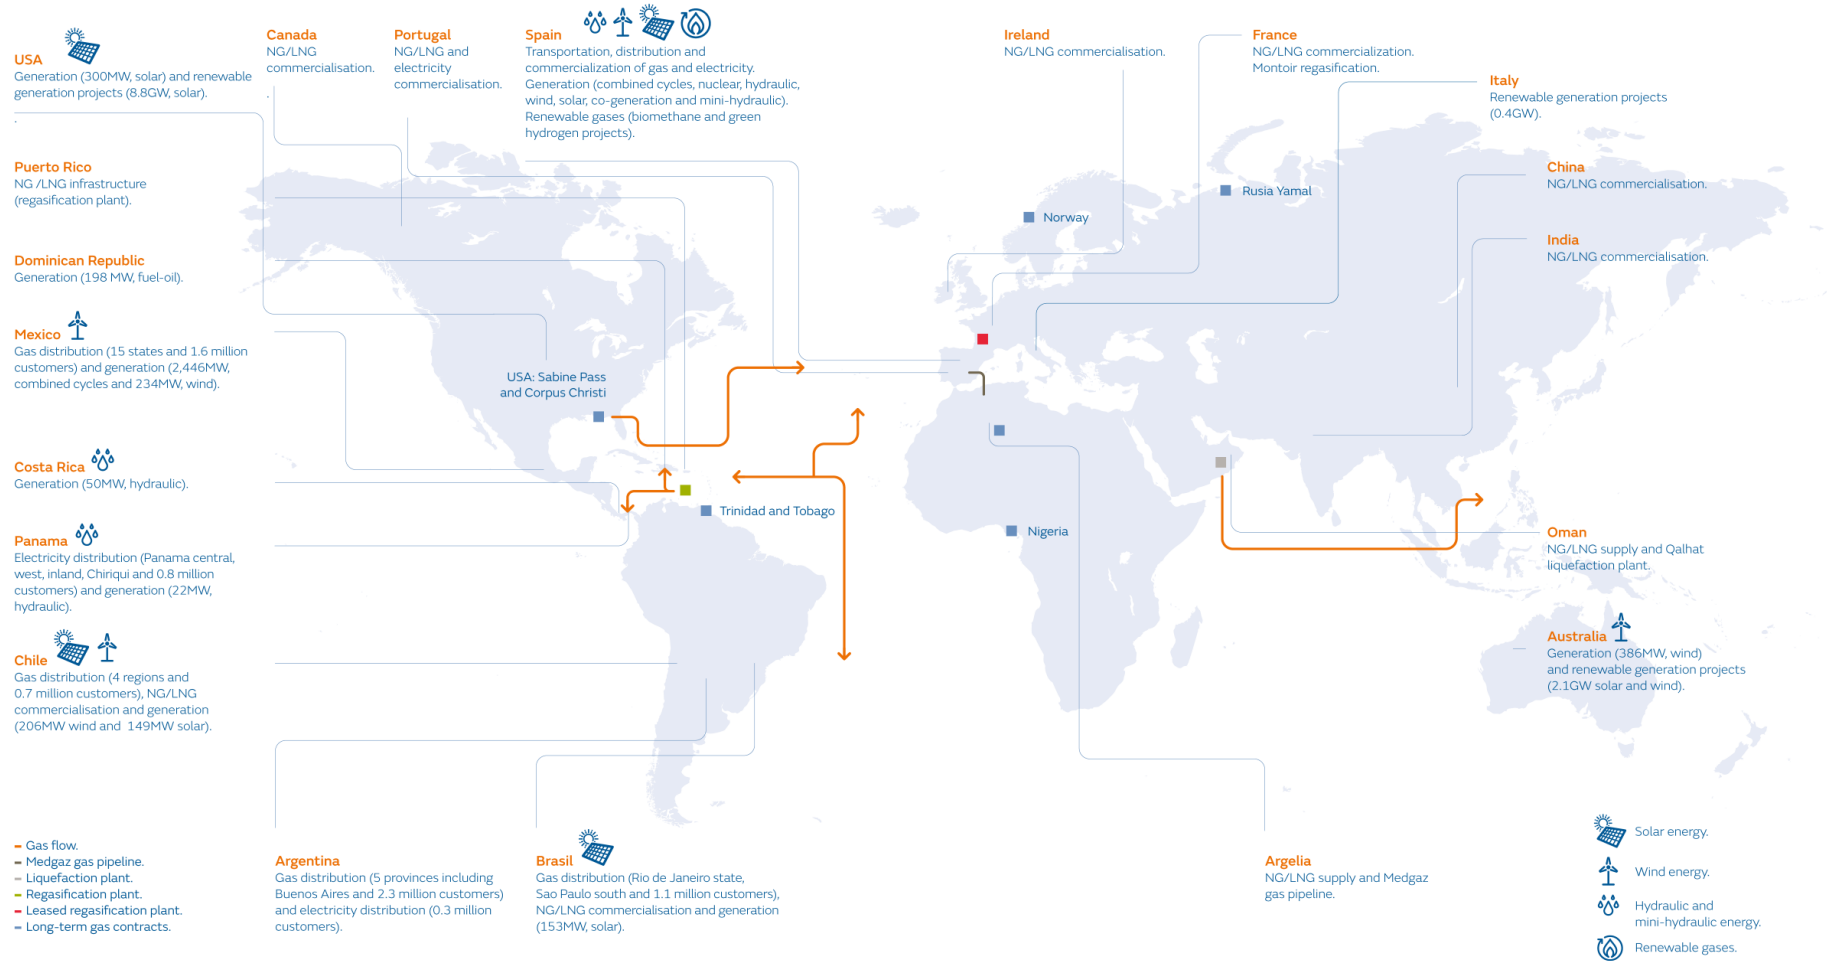 USA
Generation (300MW, solar) and renewable
generation projects (8.8GW, solar).
.
Canada
NG/LNG
commercialisation.
.
Portugal
NG/LNG and
electricity
commercialisation.
Spain
Transportation, distribution and
commercialization of gas and electricity.
Generation (combined cycles, nuclear, hydraulic,
wind, solar, co-generation and mini-hydraulic).
Renewable gases (biomethane and green
hydrogen projects).
Ireland
NG/LNG commercialisation.
France
NG/LNG commercialization.
Montoir regasification.
Italy
Renewable generation projects
(0.4GW).
Puerto Rico
NG /LNG infrastructure
(regasification plant).
China
NG/LNG commercialisation.
Rusia Yamal
Norway
India
NG/LNG commercialisation.
Dominican Republic
Generation (198 MW, fuel-oil).
Mexico
Gas distribution (15 states and 1.6 million
customers) and generation (2,446MW,
combined cycles and 234MW, wind).
USA: Sabine Pass
and Corpus Christi
Costa Rica
Generation (50MW, hydraulic).
Trinidad and Tobago
Nigeria
Panama
Electricity distribution (Panama central,
west, inland, Chiriqui and 0.8 million
customers) and generation (22MW,
hydraulic).
Oman
NG/LNG supply and Qalhat
liquefaction plant.
Australia
Generation (386MW, wind)
and renewable generation projects
(2.1GW solar and wind).
Chile
Gas distribution (4 regions and
0.7 million customers), NG/LNG
commercialisation and generation
(206MW wind and 149MW solar).
Gas flow.
Medgaz gas pipeline.
Liquefaction plant.
Regasification plant.
Leased regasification plant.
Long-term gas contracts.
Argentina
Gas distribution (5 provinces including
Buenos Aires and 2.3 million customers)
and electricity distribution (0.3 million
customers).
Brasil
Gas distribution (Rio de Janeiro state,
Sao Paulo south and 1.1 million customers),
NG/LNG commercialisation and generation
(153MW, solar).
Argelia
NG/LNG supply and Medgaz
gas pipeline.
Solar energy.
Wind energy.
Hydraulic and
mini-hydraulic energy.
Renewable gases.